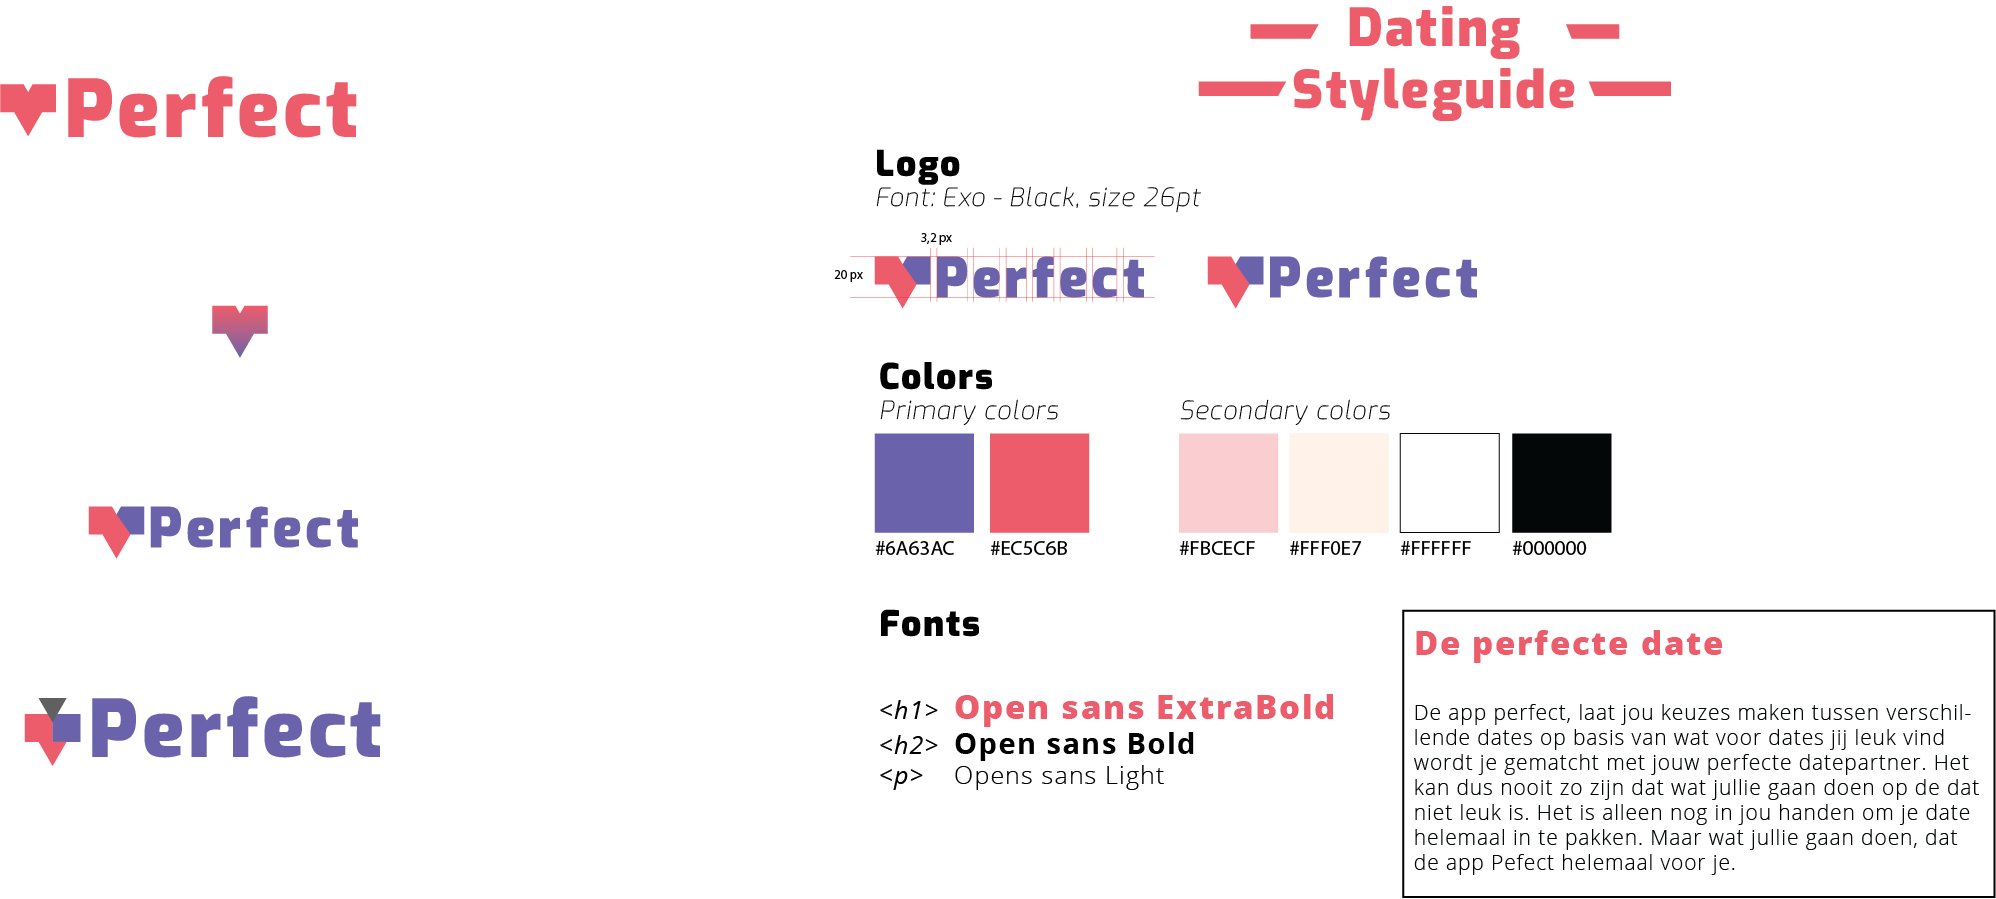 Perfect
Perfect
Perfect
Dating
Styleguide
Logo
Font: Exo - Black, size 26pt
3,2 px
20 px
Perfect
Perfect
Colors
Primary colors
Secondary colors
#6A63AC
#EC5C6B
#FBCECF
#FFF0E7
#FFFFFF
#000000
Fonts
<h1> Open sans ExtraBold
<h2> Open sans Bold
<p> Opens sans Light
De perfecte date
De app perfect, laat jou keuzes maken tussen verschil-
lende dates op basis van wat voor dates jij leuk vind
wordt je gematcht met jouw perfecte datepartner. Het
kan dus nooit zo zijn dat wat jullie gaan doen op de dat
niet leuk is. Het is alleen nog in jou handen om je date
helemaal in te pakken. Maar wat jullie gaan doen, dat
de app Pefect helemaal voor je.